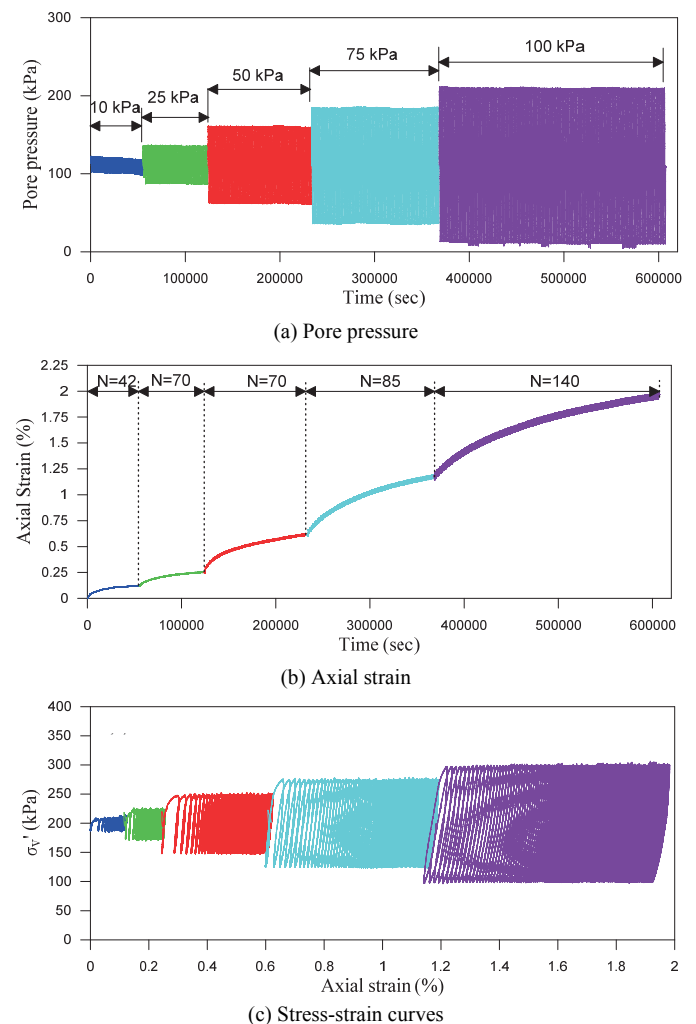 300
200
100
0
Pore pressure (kPa)
10 kPa
25 kPa
50 kPa
75 kPa
100 kPa
0 100000 200000 300000 400000 500000 600000
Time (sec)
(a) Pore pressure
2.25
2
1.75
1.5
1.25
1
0.75
0.5
0.25
0
Axial Strain (%)
N=42 N=70 N=70 N=85 N=140
0 100000 200000 300000 400000 500000 600000
Time (sec)
(b) Axial strain
400
350
300
250
200
150
100
50
0
σV' (kPa)
0 0.2 0.4 0.6 0.8 1 1.2 1.4 1.6 1.8 2
Axial strain (%)
(c) Stress-strain curves